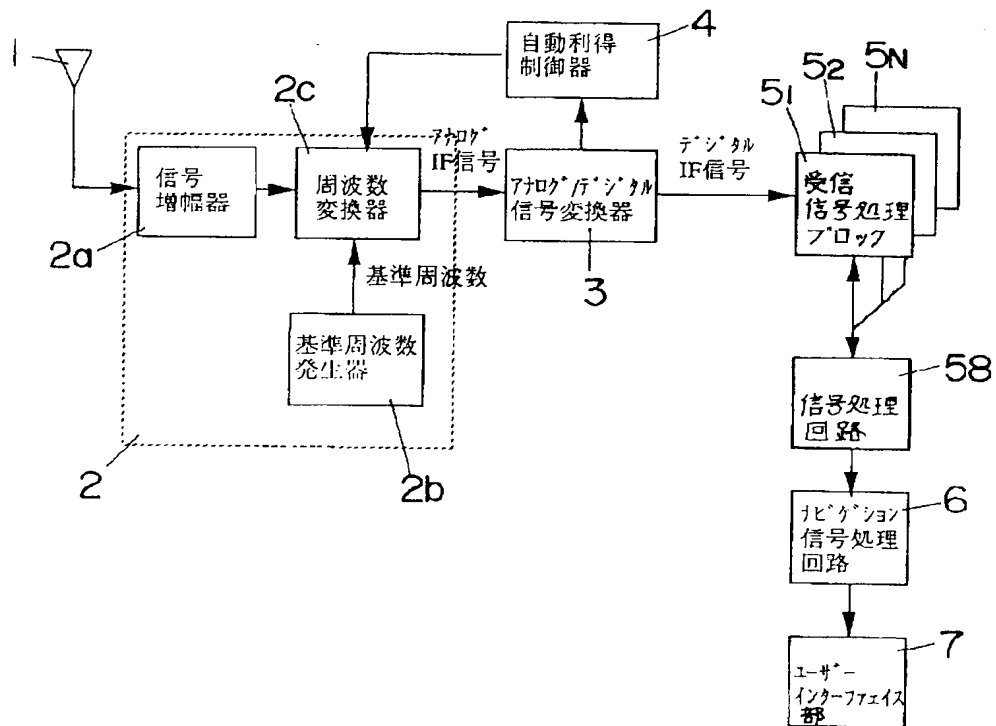 1
自動利得
制御器
4
2c
アナログ
IF信号
5N
52
51
デジタル
IF信号
信号
増幅器
2a
周波数
変換器
アナログ/デジタル
信号変換器
3
受信
信号処理
ブロック
基準周波数
基準周波数
発生器
2b
2
58
信号処理
回路
6
ナビゲション
信号処理
回路
7
ユーザー
インターフェイス
部